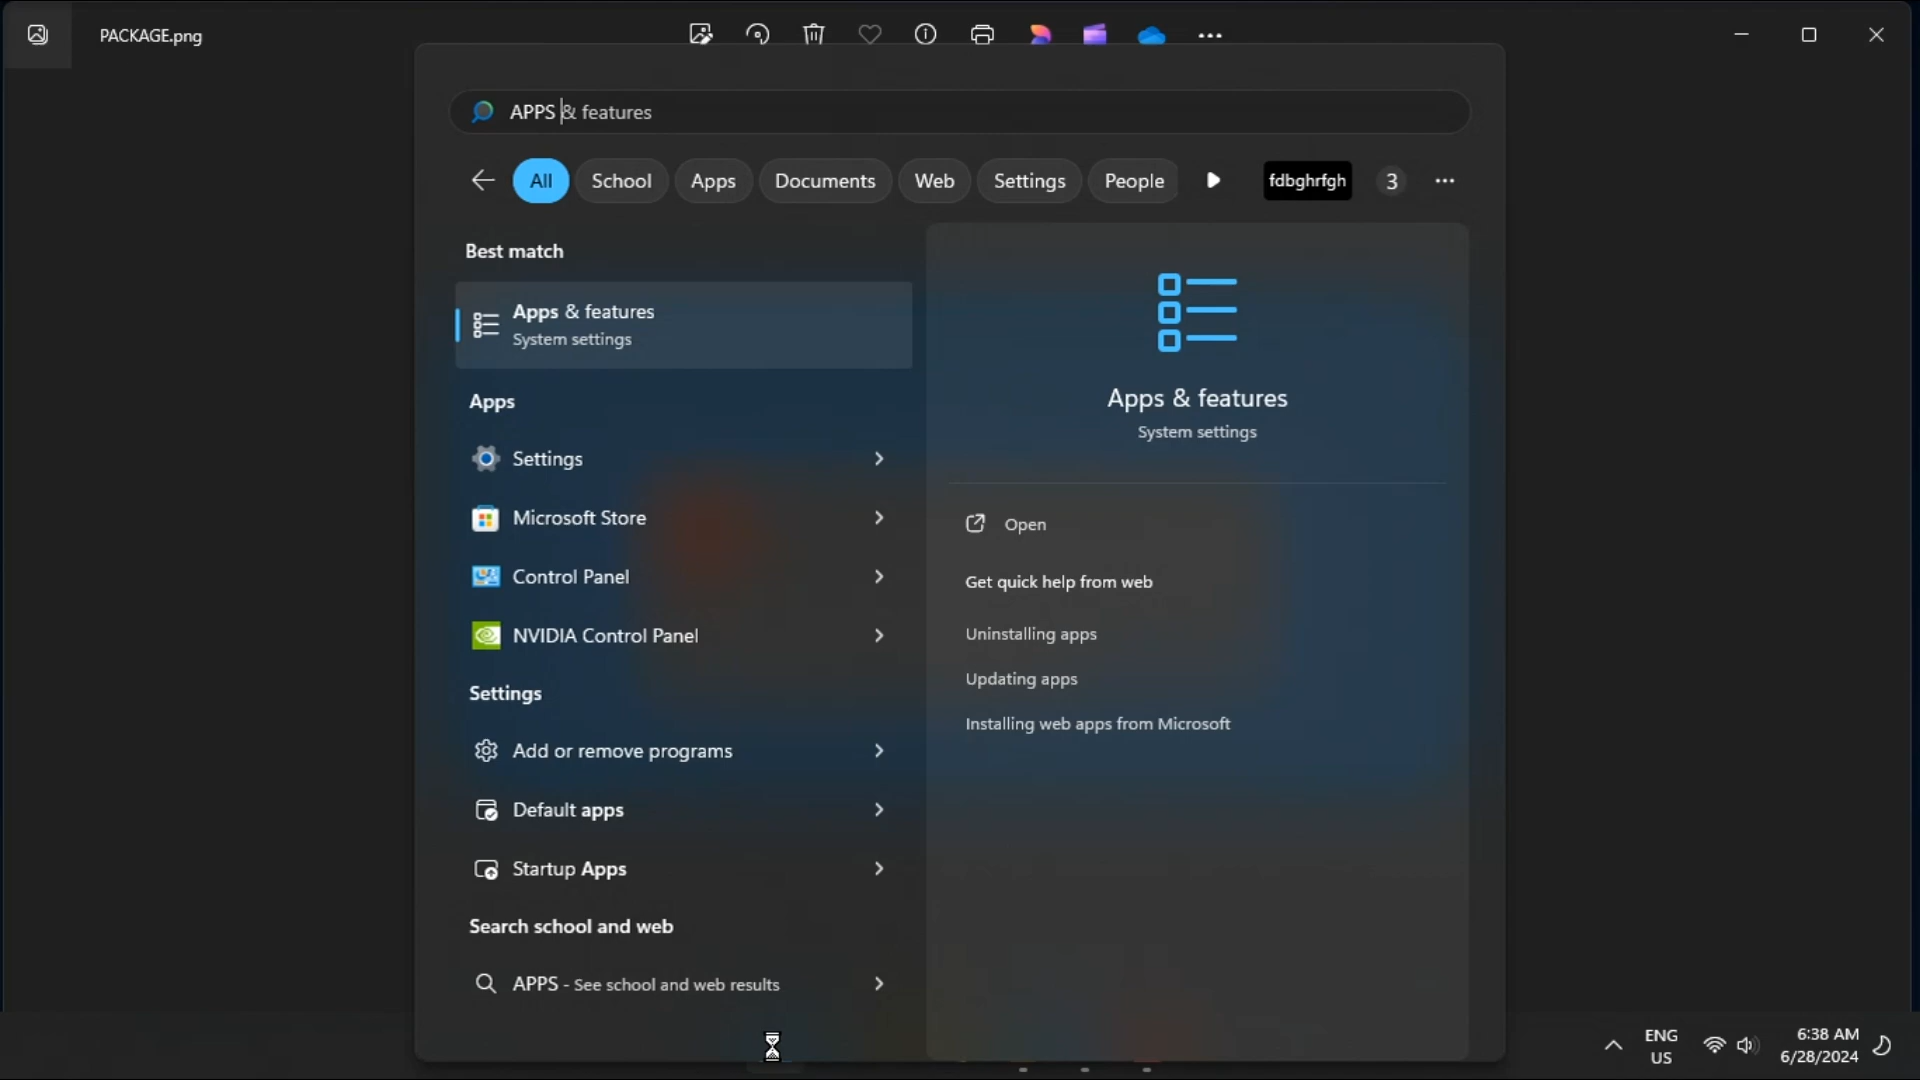 PACKAGE.png
APPS & features
All School Apps Documents Web Settings People fdbghrfgh 3
Best match
Apps & features
System settings
Apps
Settings
Microsoft Store
Control Panel
NVIDIA Control Panel
Settings
Add or remove programs
Default apps
Startup Apps
Search school and web
APPS - See school and web results
Apps & features
System settings
Open
Get quick help from web
Uninstalling apps
Updating apps
Installing web apps from Microsoft
ENG
US
6:38 AM
6/28/2024